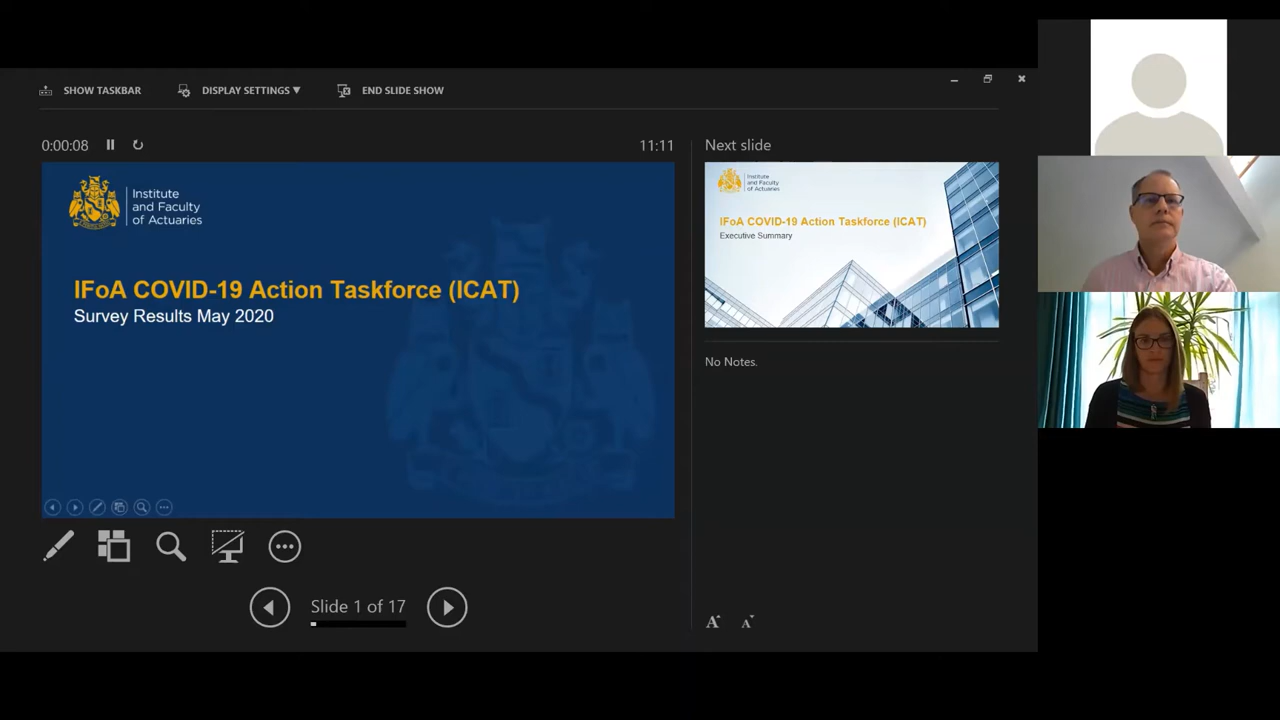 SHOW TASKBAR
DISPLAY SETTINGS ▼
END SLIDE SHOW
0:00:08
11:11
Institute
and Faculty
of Actuaries
IFoA COVID-19 Action Taskforce (ICAT)
Survey Results May 2020
Slide 1 of 17
Next slide
Institute
and Faculty
of Actuaries
IFoA COVID-19 Action Taskforce (ICAT)
Executive Summary
No Notes.
A A